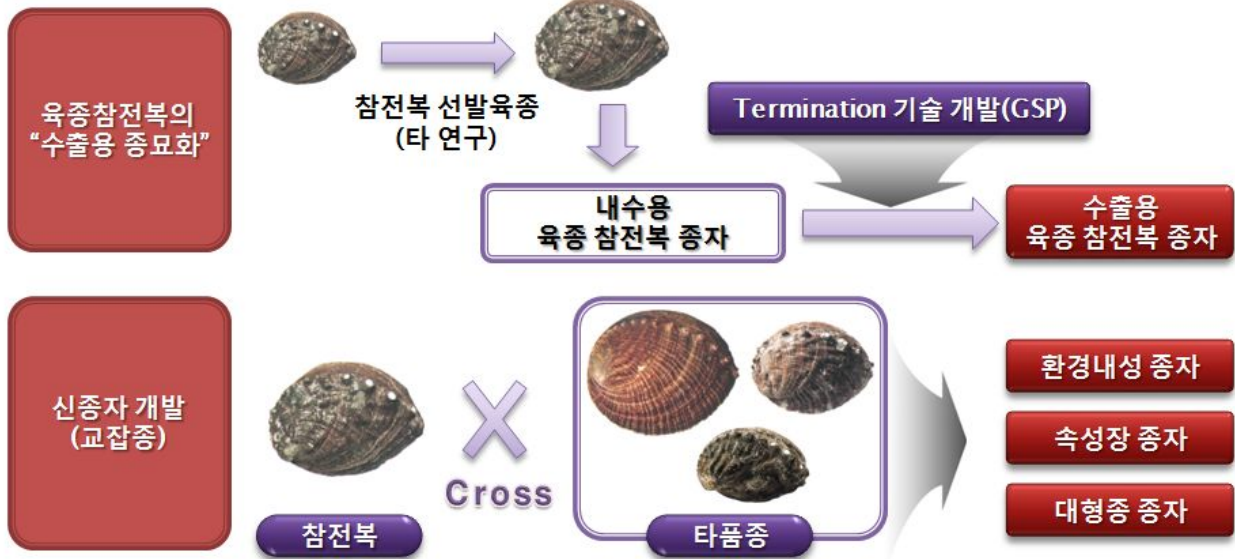 육종참전복의
“수출용 종묘화”
참전복 선발육종
(타 연구)
Termination 기술 개발(GSP)
내수용
육종 참전복 종자
수출용
육종 참전복 종자
신종자 개발
(교잡종)
Cross
참전복
타품종
환경내성 종자
속성장 종자
대형종 종자